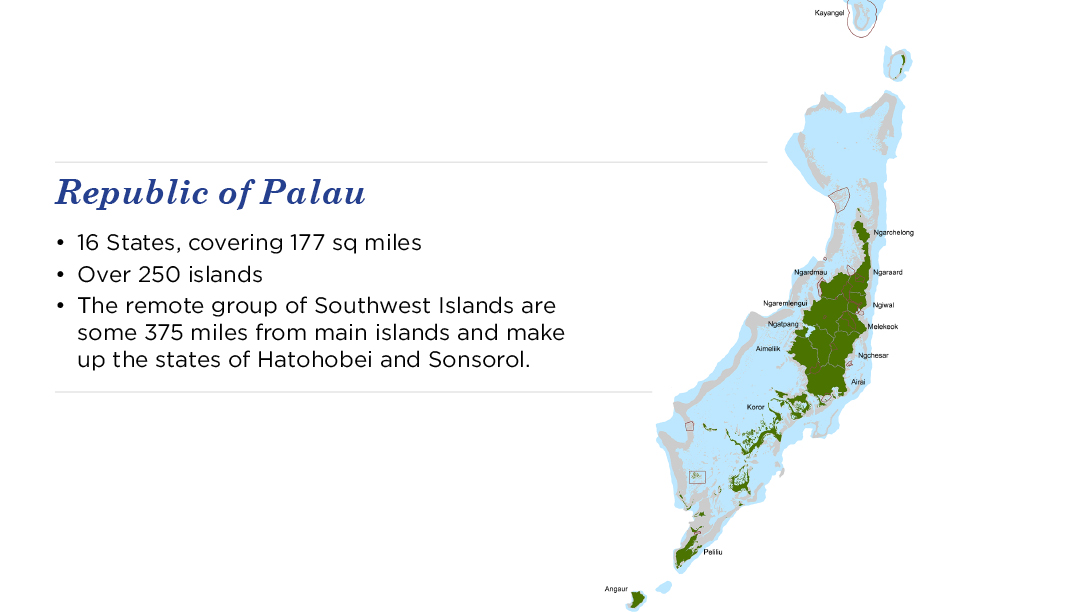 Kayangel
Republic of Palau
• 16 States, covering 177 sq miles
• Over 250 islands
• The remote group of Southwest Islands are
some 375 miles from main islands and make
up the states of Hatohobei and Sonsorol.
Ngarchelong
Ngardmau
Ngaraard
Ngaremlengui
Ngiwal
Ngatpang
Melekeok
Aimeliik
Ngchesar
Airai
Koror
Peliliu
Angaur